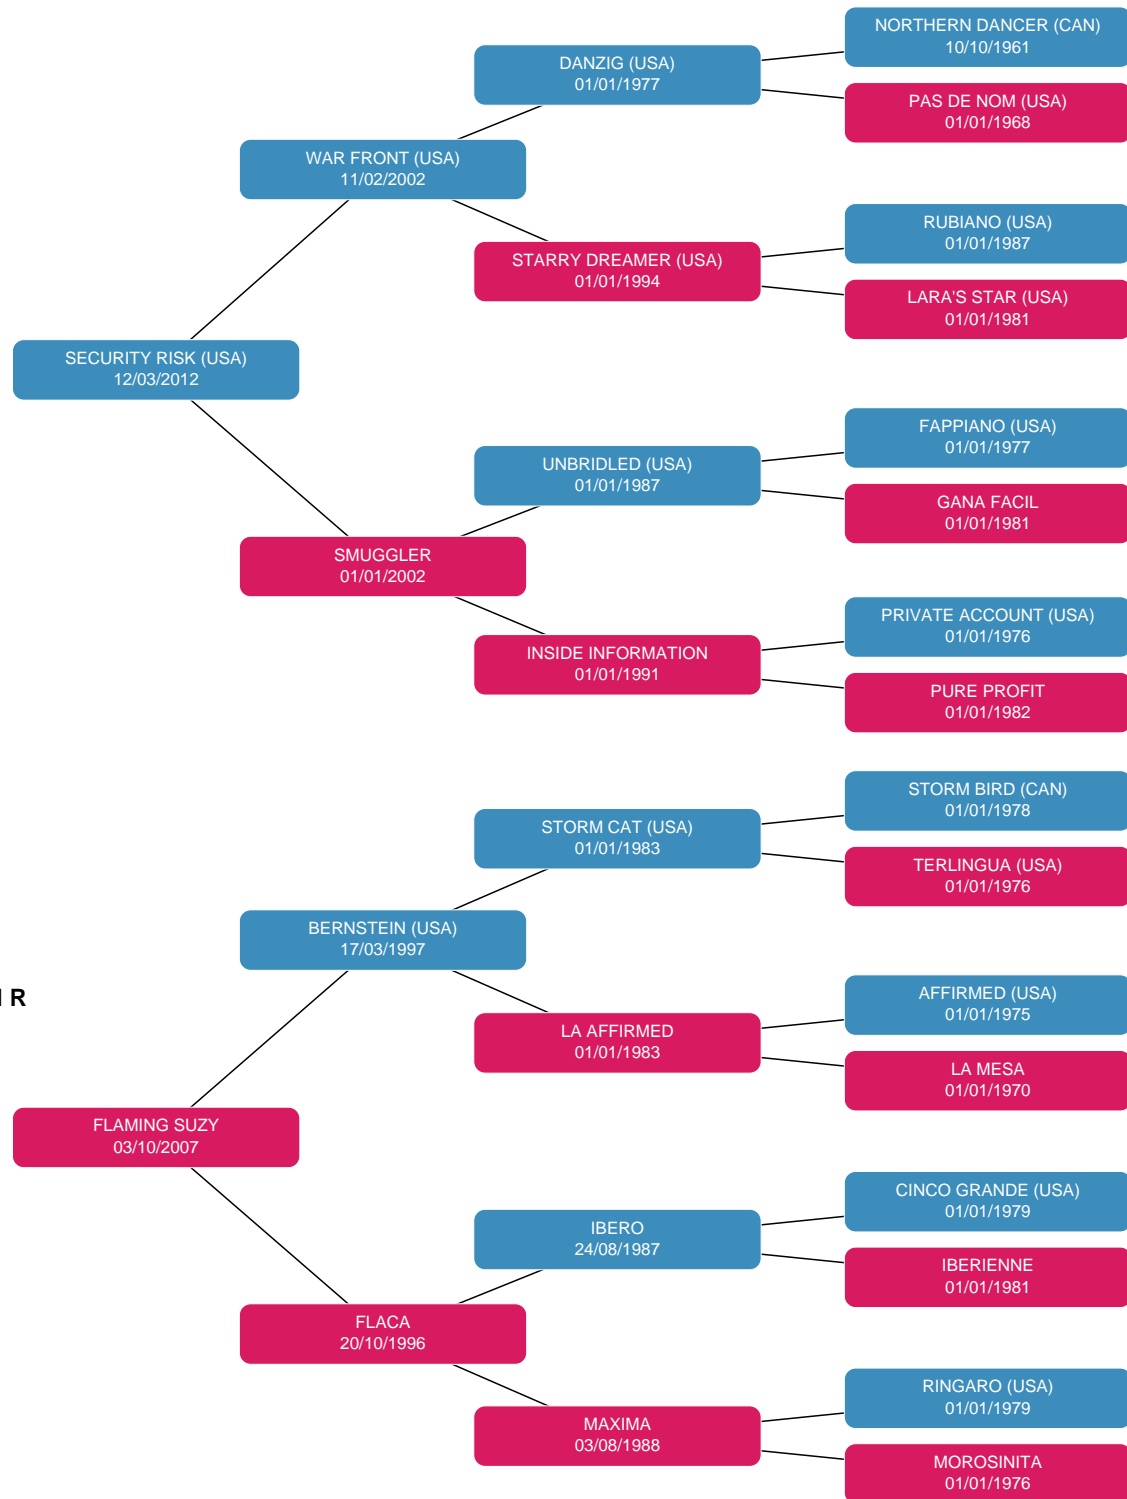 NORTHERN DANCER (CAN)
10/10/1961
DANZIG (USA)
01/01/1977
PAS DE NOM (USA)
01/01/1968
WAR FRONT (USA)
11/02/2002
RUBIANO (USA)
01/01/1987
STARRY DREAMER (USA)
01/01/1994
LARA'S STAR (USA)
01/01/1981
SECURITY RISK (USA)
12/03/2012
FAPPIANO (USA)
01/01/1977
UNBRIDLED (USA)
01/01/1987
GANA FACIL
01/01/1981
SMUGGLER
01/01/2002
PRIVATE ACCOUNT (USA)
01/01/1976
INSIDE INFORMATION
01/01/1991
PURE PROFIT
01/01/1982
STORM BIRD (CAN)
01/01/1978
STORM CAT (USA)
01/01/1983
TERLINGUA (USA)
01/01/1976
BERNSTEIN (USA)
17/03/1997
AFFIRMED (USA)
01/01/1975
LA AFFIRMED
01/01/1983
LA MESA
01/01/1970
R
FLAMING SUZY
03/10/2007
CINCO GRANDE (USA)
01/01/1979
IBERO
24/08/1987
IBERIENNE
01/01/1981
FLACA
20/10/1996
RINGARO (USA)
01/01/1979
MAXIMA
03/08/1988
MOROSINITA
01/01/1976